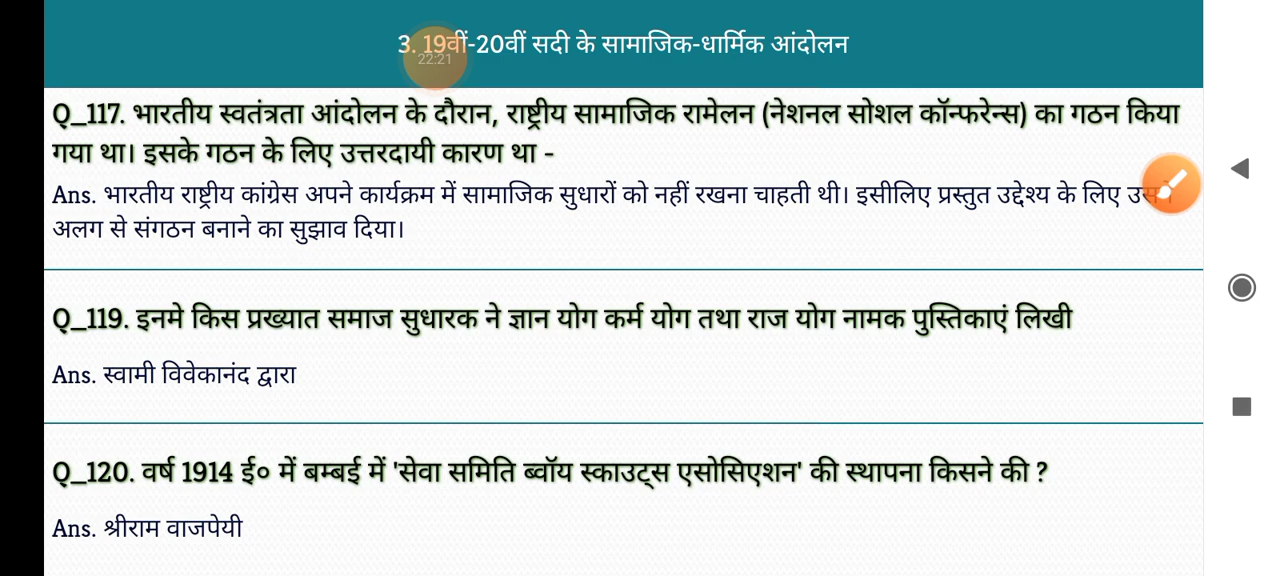 3. 19वीं-20वीं सदी के सामाजिक-धार्मिक आंदोलन
22:21
Q_117. भारतीय स्वतंत्रता आंदोलन के दौरान, राष्ट्रीय सामाजिक रामेलन (नेशनल सोशल कॉन्फरेन्स) का गठन किया
गया था। इसके गठन के लिए उत्तरदायी कारण था -
Ans. भारतीय राष्ट्रीय कांग्रेस अपने कार्यक्रम में सामाजिक सुधारों को नहीं रखना चाहती थी। इसीलिए प्रस्तुत उद्देश्य के लिए
अलग से संगठन बनाने का सुझाव दिया।
Q_119. इनमे किस प्रख्यात समाज सुधारक ने ज्ञान योग कर्म योग तथा राज योग नामक पुस्तिकाएं लिखी
Ans. स्वामी विवेकानंद द्वारा
Q_120. वर्ष 1914 ई० में बम्बई में 'सेवा समिति ब्वॉय स्काउट्स एसोसिएशन' की स्थापना किसने की ?
Ans. श्रीराम वाजपेयी